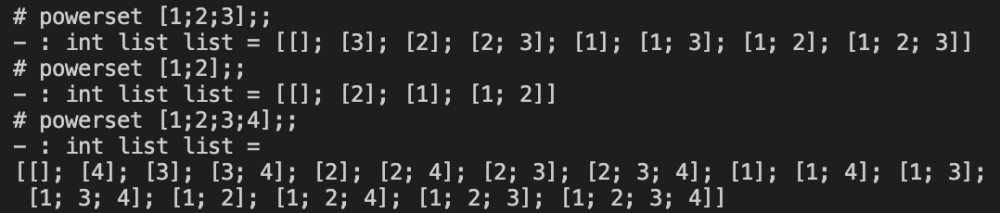 # powerset [1;2;3];;
- : int list list = [[]; [3]; [2]; [2; 3]; [1]; [1; 3]; [1; 2]; [1; 2; 3]]
# powerset [1;2];;
- : int list list = [[]; [2]; [1]; [1; 2]]
# powerset [1;2;3;4];;
- : int list list =
[[]; [4]; [3]; [3; 4]; [2]; [2; 4]; [2; 3]; [2; 3; 4]; [1]; [1; 4]; [1; 3];
 [1; 3; 4]; [1; 2]; [1; 2; 4]; [1; 2; 3]; [1; 2; 3; 4]]